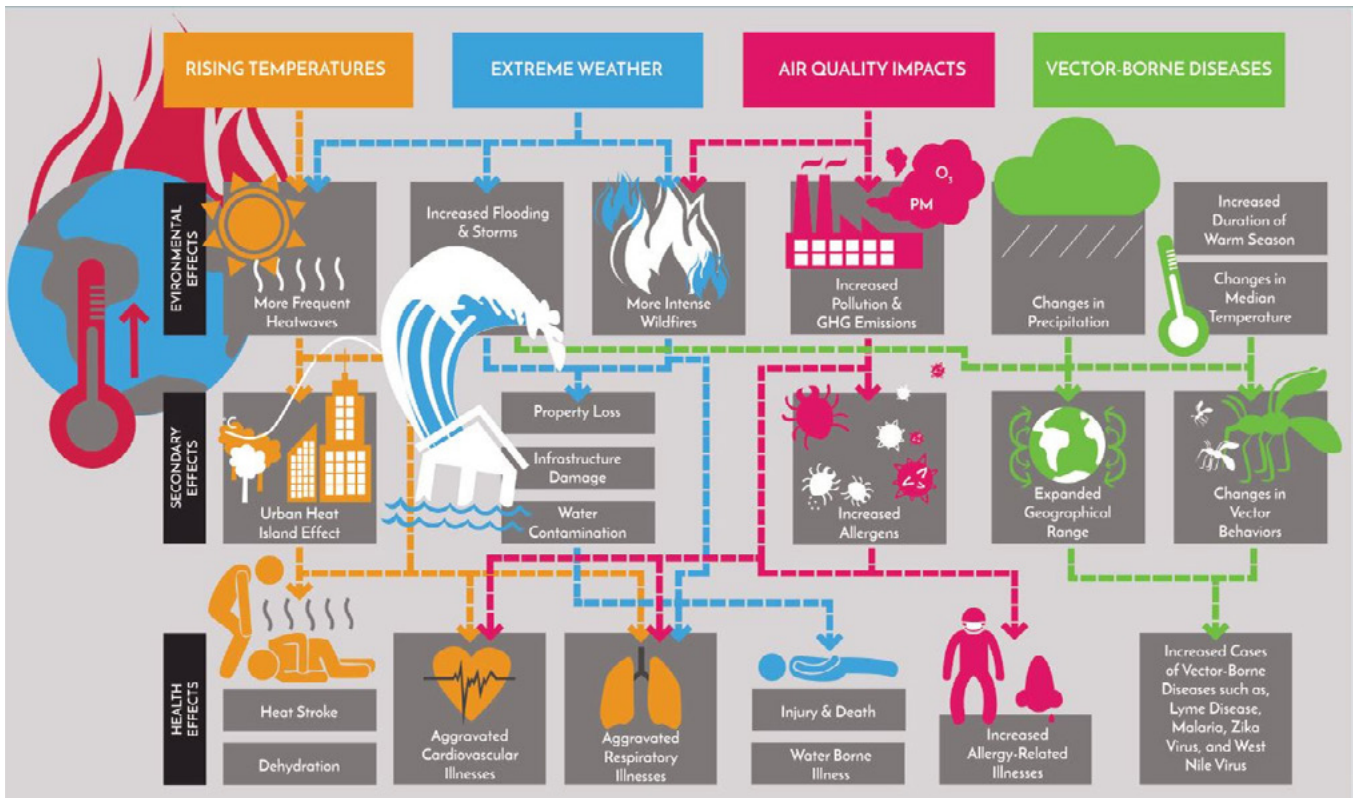 RISING TEMPERATURES
EXTREME WEATHER
AIR QUALITY IMPACTS
VECTOR-BORNE DISEASES
EVIRONMENTAL
EFFECTS
More Frequent
Heatwaves
Increased Flooding
& Storms
More Intense
Wildfires
O3
PM
Increased
Pollution &
GHG Emissions
Changes in
Precipitation
Increased
Duration of
Warm Season
Changes in
Median
Temperature
SECONDARY
EFFECTS
°C
Urban Heat
Island Effect
Property Loss
Infrastructure
Damage
Water
Contamination
Increased
Allergens
Expanded
Geographical
Range
Changes in
Vector
Behaviors
HEALTH
EFFECTS
Heat Stroke
Dehydration
Aggravated
Cardiovascular
Illnesses
Aggravated
Respiratory
Illnesses
Injury & Death
Water Borne
Illness
Increased
Allergy-Related
Illnesses
Increased Cases
of Vector-Borne
Diseases such as,
Lyme Disease,
Malaria, Zika
Virus, and West
Nile Virus